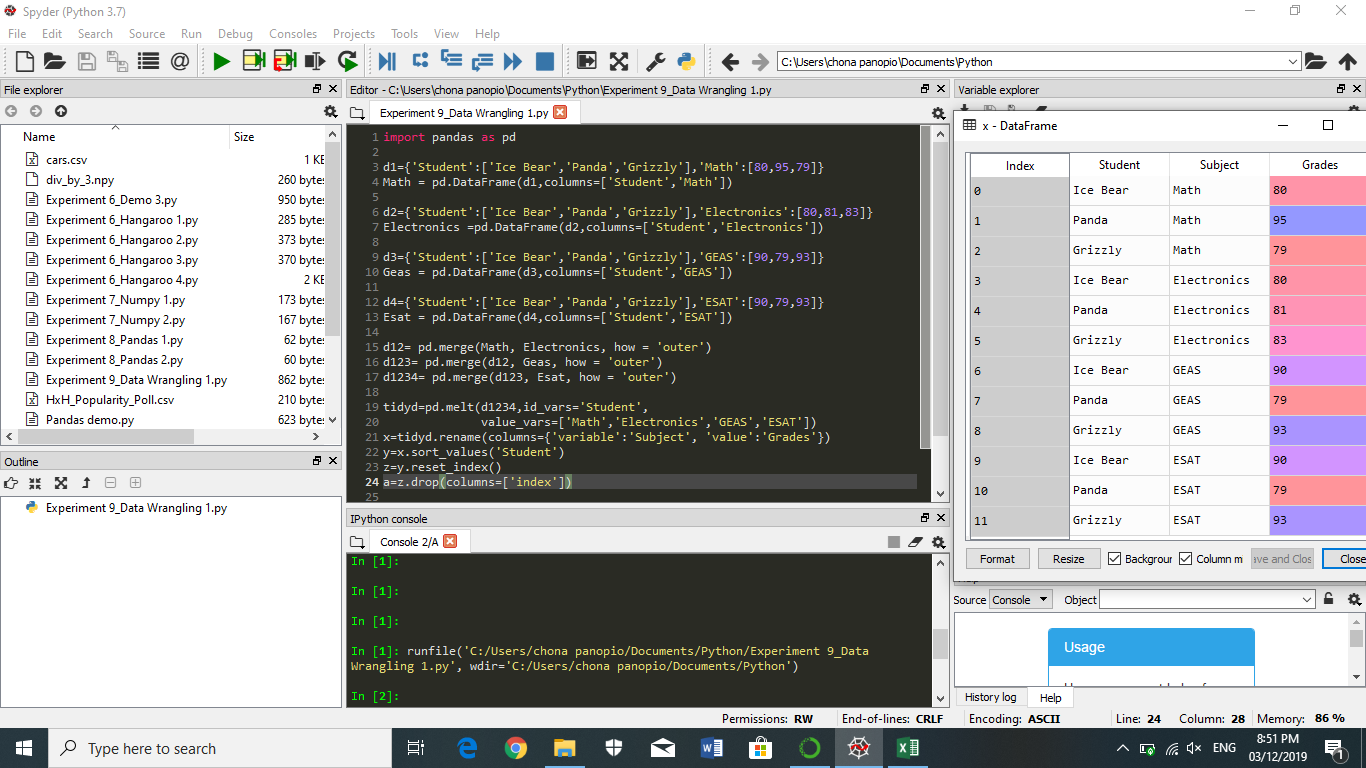 Spyder (Python 3.7)
File Edit Search Source Run Debug Consoles Projects Tools View Help
C:\Users\chona panopio\Documents\Python
File explorer
Name Size
cars.csv 1 KB
div_by_3.npy 260 bytes
Experiment 6_Demo 3.py 950 bytes
Experiment 6_Hangaroo 1.py 285 bytes
Experiment 6_Hangaroo 2.py 373 bytes
Experiment 6_Hangaroo 3.py 370 bytes
Experiment 6_Hangaroo 4.py 2 KB
Experiment 7_Numpy 1.py 173 bytes
Experiment 7_Numpy 2.py 167 bytes
Experiment 8_Pandas 1.py 62 bytes
Experiment 8_Pandas 2.py 60 bytes
Experiment 9_Data Wrangling 1.py 862 bytes
HxH_Popularity_Poll.csv 210 bytes
Pandas demo.py 623 bytes
Outline
Experiment 9_Data Wrangling 1.py
Editor - C:\Users\chona panopio\Documents\Python\Experiment 9_Data Wrangling 1.py
Experiment 9_Data Wrangling 1.py
1 import pandas as pd
2
3 d1={'Student':['Ice Bear','Panda','Grizzly'],'Math':[80,95,79]}
4 Math = pd.DataFrame(d1,columns=['Student','Math'])
5
6 d2={'Student':['Ice Bear','Panda','Grizzly'],'Electronics':[80,81,83]}
7 Electronics =pd.DataFrame(d2,columns=['Student','Electronics'])
8
9 d3={'Student':['Ice Bear','Panda','Grizzly'],'GEAS':[90,79,93]}
10 Geas = pd.DataFrame(d3,columns=['Student','GEAS'])
11
12 d4={'Student':['Ice Bear','Panda','Grizzly'],'ESAT':[90,79,93]}
13 Esat = pd.DataFrame(d4,columns=['Student','ESAT'])
14
15 d12= pd.merge(Math, Electronics, how = 'outer')
16 d123= pd.merge(d12, Geas, how = 'outer')
17 d1234= pd.merge(d123, Esat, how = 'outer')
18
19 tidyd=pd.melt(d1234,id_vars='Student',
20 value_vars=['Math','Electronics','GEAS','ESAT'])
21 x=tidyd.rename(columns={'variable':'Subject', 'value':'Grades'})
22 y=x.sort_values('Student')
23 z=y.reset_index()
24 a=z.drop(columns=['index'])
25
IPython console
Console 2/A
In [1]:
In [1]:
In [1]:
In [1]: runfile('C:/Users/chona panopio/Documents/Python/Experiment 9_Data
Wrangling 1.py', wdir='C:/Users/chona panopio/Documents/Python')
In [2]:
Variable explorer
x - DataFrame
Index Student Subject Grades
0 Ice Bear Math 80
1 Panda Math 95
2 Grizzly Math 79
3 Ice Bear Electronics 80
4 Panda Electronics 81
5 Grizzly Electronics 83
6 Ice Bear GEAS 90
7 Panda GEAS 79
8 Grizzly GEAS 93
9 Ice Bear ESAT 90
10 Panda ESAT 79
11 Grizzly ESAT 93
Format Resize Backgroun Column m ave and Clos Close
Source Console Object
Usage
History log Help
Permissions: RW End-of-lines: CRLF Encoding: ASCII Line: 24 Column: 28 Memory: 86 %
Type here to search
ENG
8:51 PM
03/12/2019
1